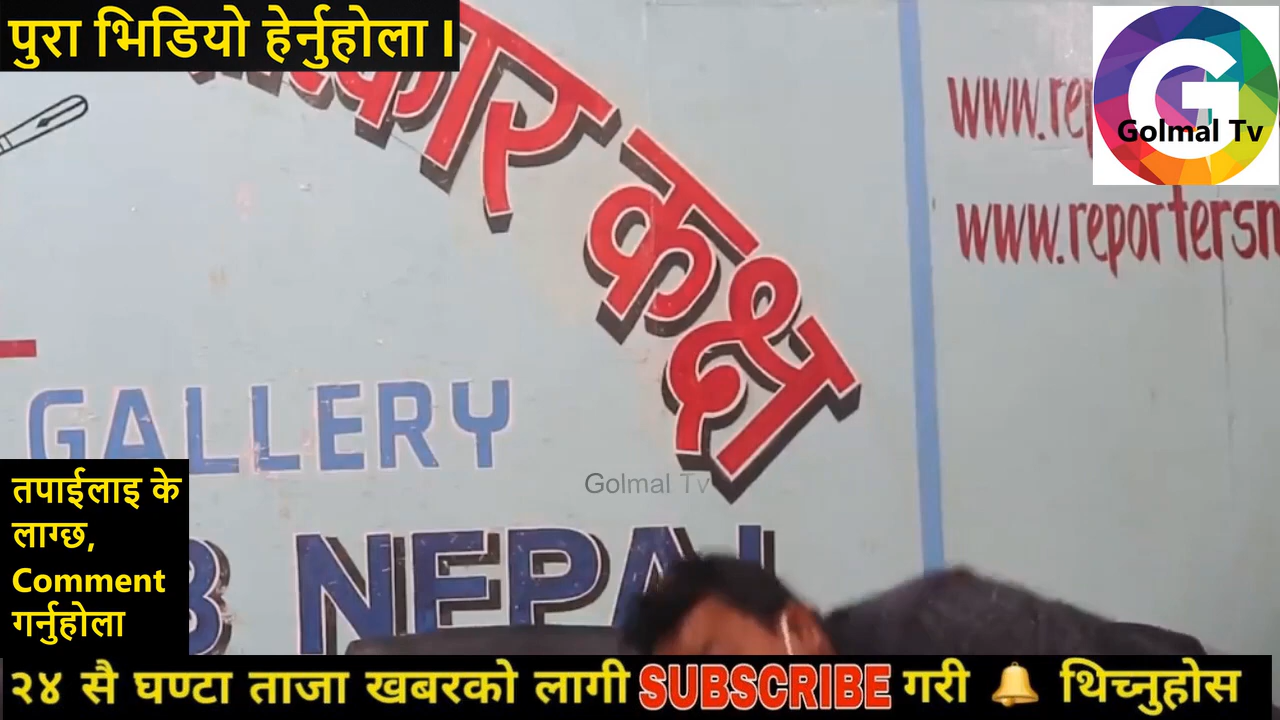 पुरा भिडियो हेर्नुहोला ।
कक्ष
www.rep
Golmal Tv
www.reportersn
GALLERY
Golmal Tv
तपाईलाइ के
लाग्छ,
Comment
गर्नुहोला
B NEPAL
२४ सै घण्टा ताजा खबरको लागी SUBSCRIBE गरी 🔔 थिच्नुहोस